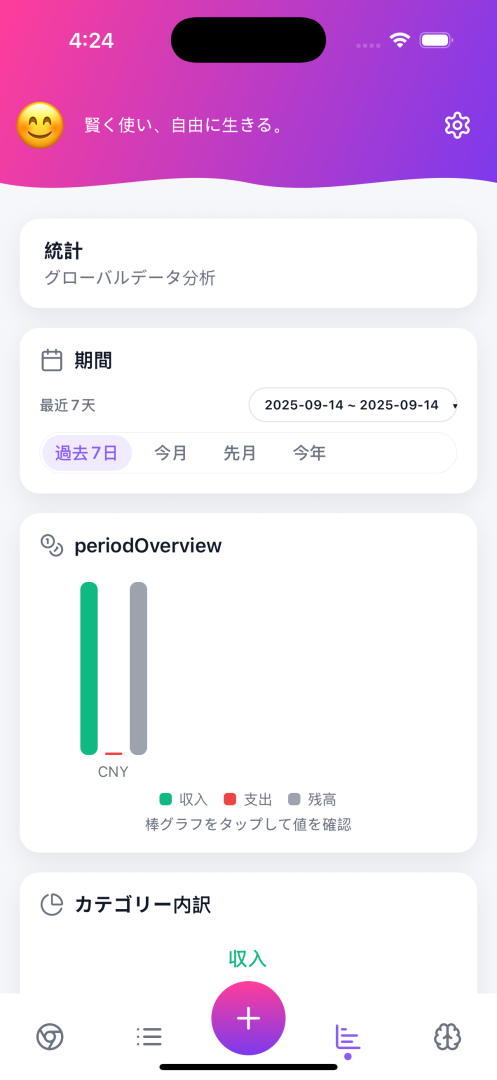 4:24
賢く使い、自由に生きる。
統計
グローバルデータ分析
期間
最近7天
2025-09-14 ~ 2025-09-14
過去7日
今月
先月
今年
periodOverview
CNY
収入
支出
残高
棒グラフをタップして値を確認
カテゴリー内訳
収入